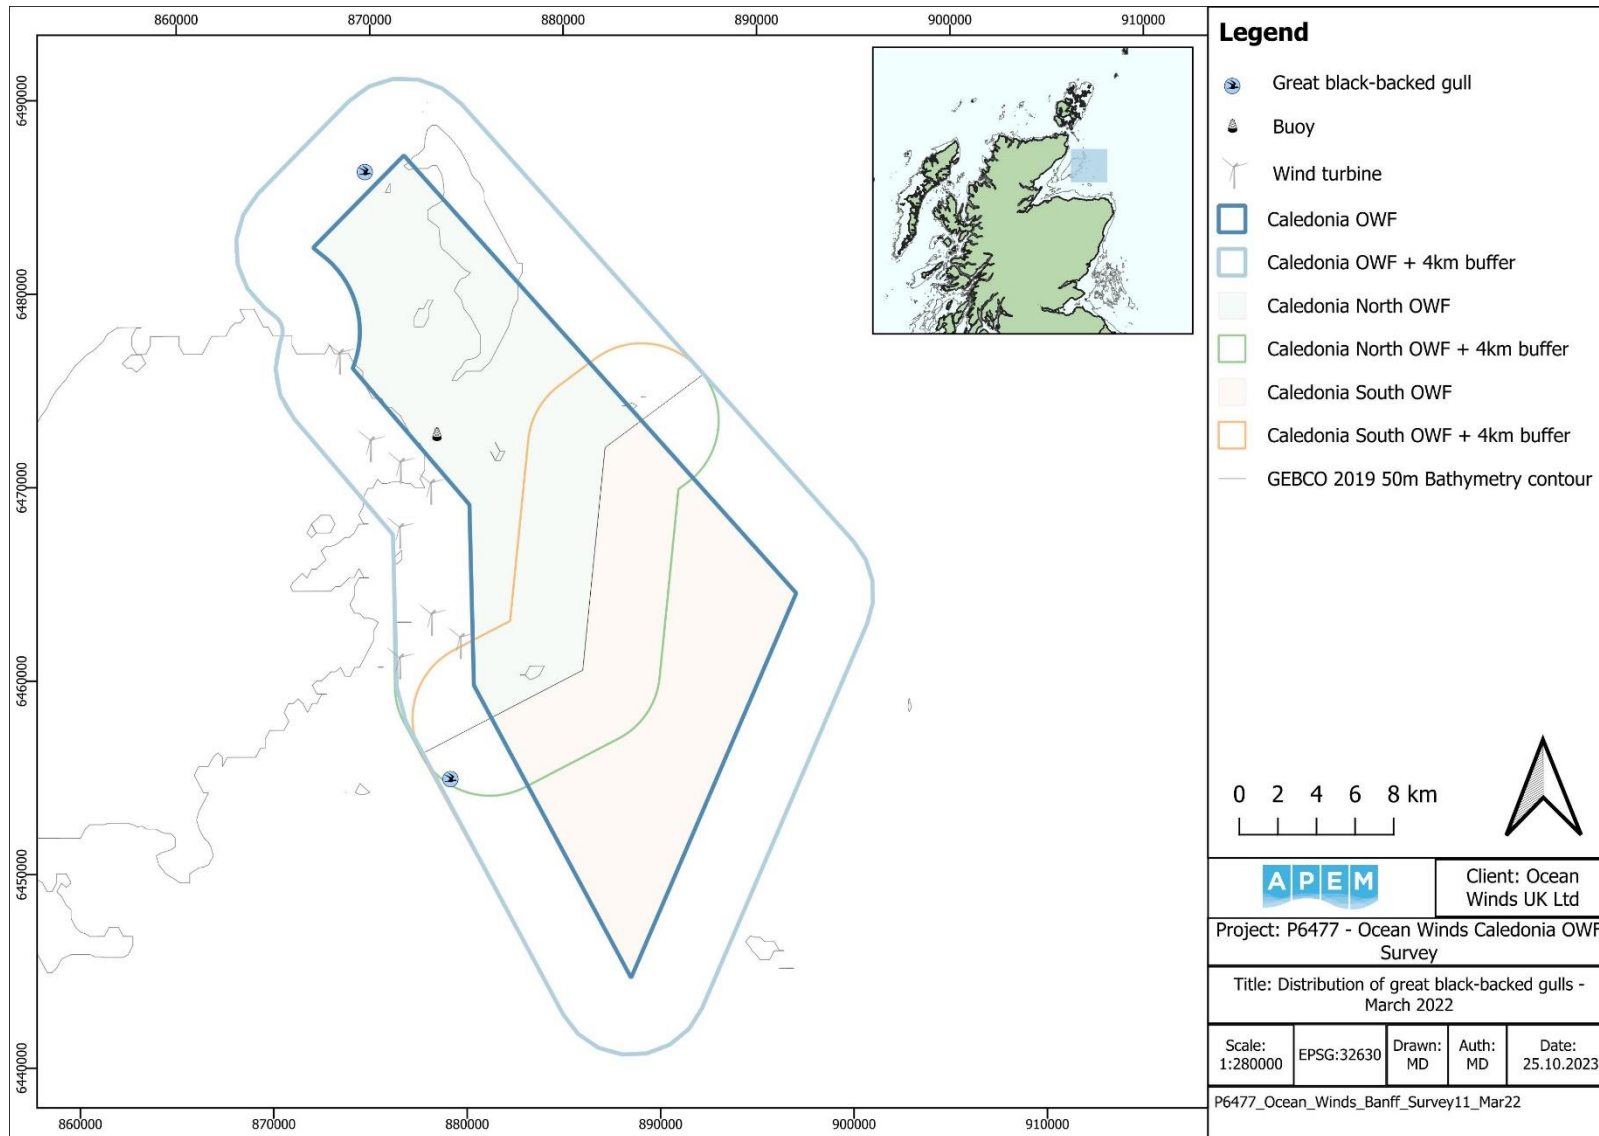 860000 870000 880000 890000 900000 910000
6490000
6480000
6470000
6460000
6450000
6440000
860000 870000 880000 890000 900000 910000
Legend
Great black-backed gull
Buoy
Wind turbine
Caledonia OWF
Caledonia OWF + 4km buffer
Caledonia North OWF
Caledonia North OWF + 4km buffer
Caledonia South OWF
Caledonia South OWF + 4km buffer
GEBCO 2019 50m Bathymetry contour
0 2 4 6 8 km
APEM
Client: Ocean
Winds UK Ltd
Project: P6477 - Ocean Winds Caledonia OWF
Survey
Title: Distribution of great black-backed gulls -
March 2022
Scale:
1:280000
EPSG:32630
Drawn:
MD
Auth:
MD
Date:
25.10.2023
P6477_Ocean_Winds_Banff_Survey11_Mar22